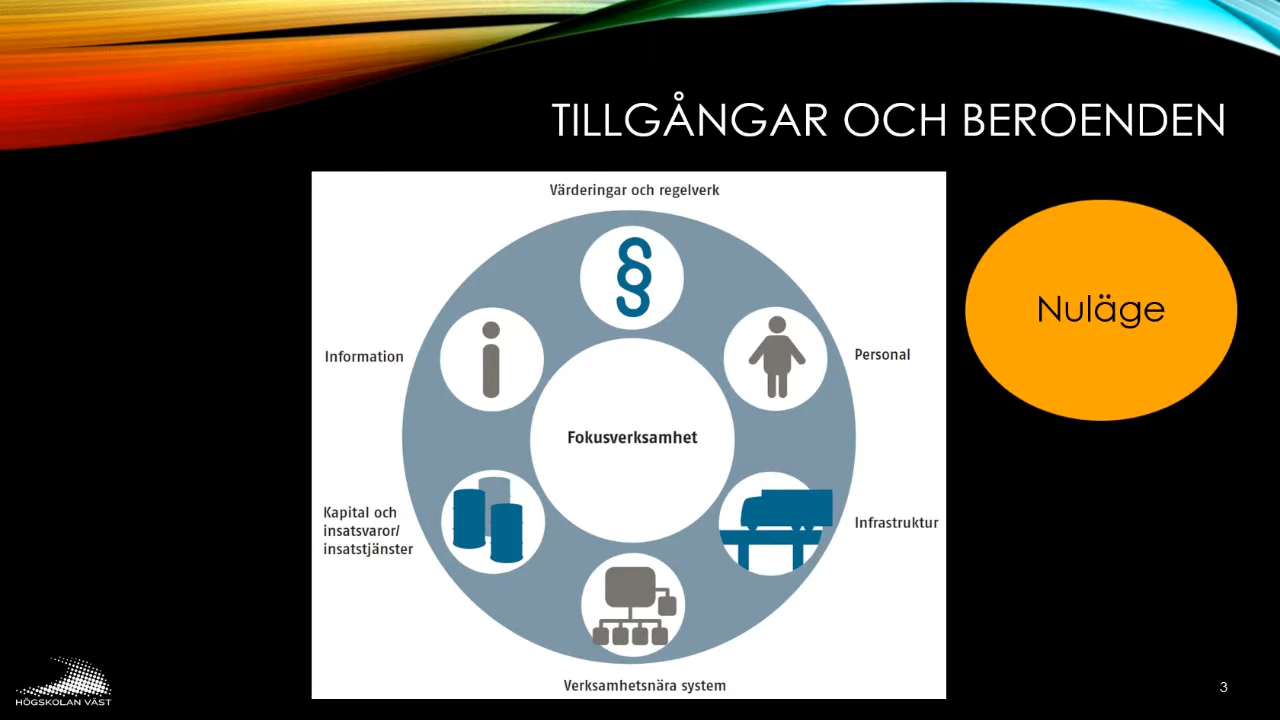 TILLGÅNGAR OCH BEROENDEN
Värderingar och regelverk
§
Nuläge
Information
Personal
Fokusverksamhet
Kapital och
insatsvaror/
insatstjänster
Infrastruktur
Verksamhetsnära system
HÖGSKOLAN VÄST
3